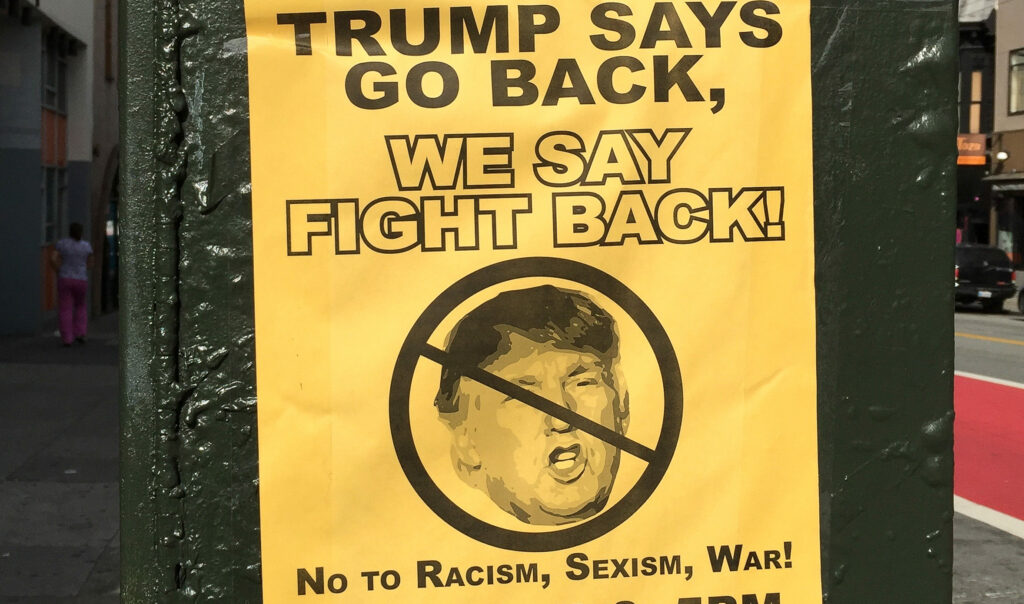 TRUMP SAYS
GO BACK,
WE SAY
FIGHT BACK!
NO TO RACISM, SEXISM, WAR!